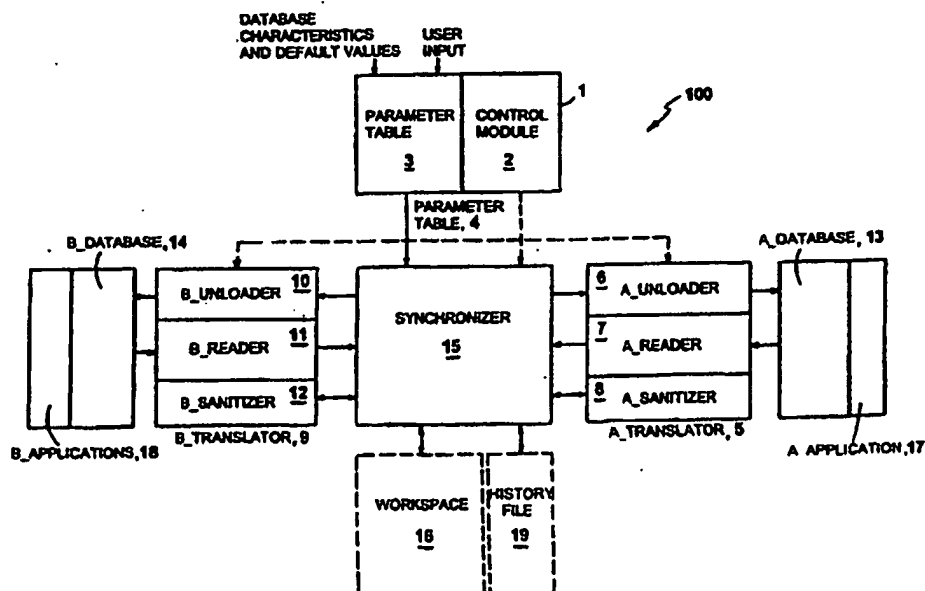 DATABASE
CHARACTERISTICS
AND DEFAULT VALUES
USER
INPUT
PARAMETER
TABLE
3
CONTROL
MODULE
2
1
100
PARAMETER
TABLE, 4
B_DATABASE, 14
A_DATABASE, 13
B_UNLOADER 10
B_READER 11
B_SANITIZER 12
B_TRANSLATOR, 9
SYNCHRONIZER
15
6 A_UNLOADER
7 A_READER
8 A_SANITIZER
A_TRANSLATOR, 5
B_APPLICATIONS, 18
A APPLICATION, 17
WORKSPACE
16
HISTORY
FILE
19